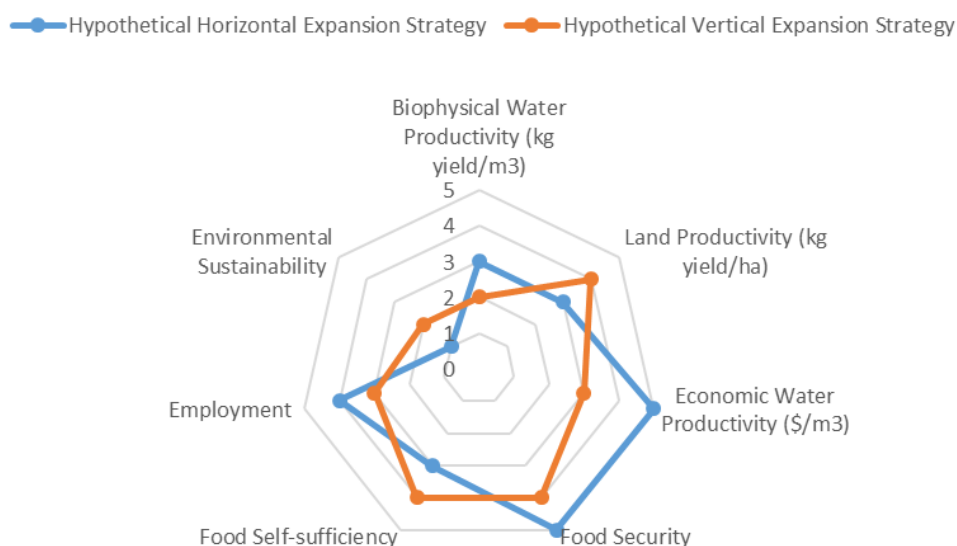 Hypothetical Horizontal Expansion Strategy
Hypothetical Vertical Expansion Strategy
Biophysical Water
Productivity (kg
yield/m3)
5
4
3
2
1
0
Land Productivity (kg
yield/ha)
Economic Water
Productivity ($/m3)
Food Security
Food Self-sufficiency
Employment
Environmental
Sustainability